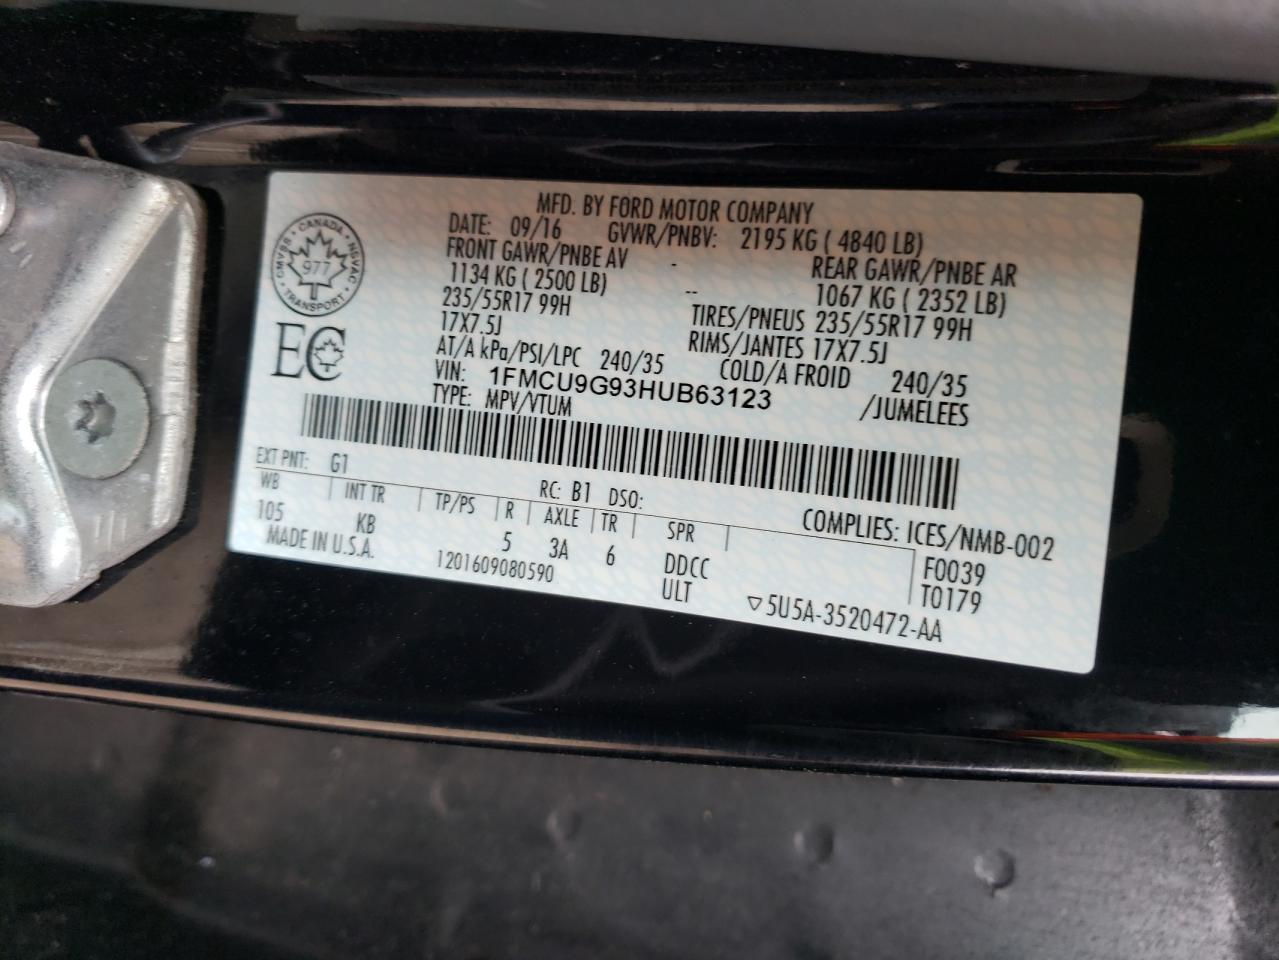 MFD. BY FORD MOTOR COMPANY
DATE: 09/16 GVWR/PNBV: 2195 KG ( 4840 LB)
FRONT GAWR/PNBE AV - REAR GAWR/PNBE AR
1134 KG ( 2500 LB) -- 1067 KG ( 2352 LB)
235/55R17 99H TIRES/PNEUS 235/55R17 99H
17X7.5J RIMS/JANTES 17X7.5J
AT/A kPa/PSI/LPC 240/35 COLD/A FROID 240/35
VIN: 1FMCU9G93HUB63123 /JUMELEES
TYPE: MPV/VTUM
CMVSS • CANADA • NSVAC • TRANSPORT •
977
EC
EXT PNT: G1 RC: B1 DSO:
WB INT TR TP/PS R AXLE TR SPR COMPLIES: ICES/NMB-002
105 KB 5 3A 6 DDCC F0039
MADE IN U.S.A. 1201609080590 ULT T0179
▽5U5A-3520472-AA